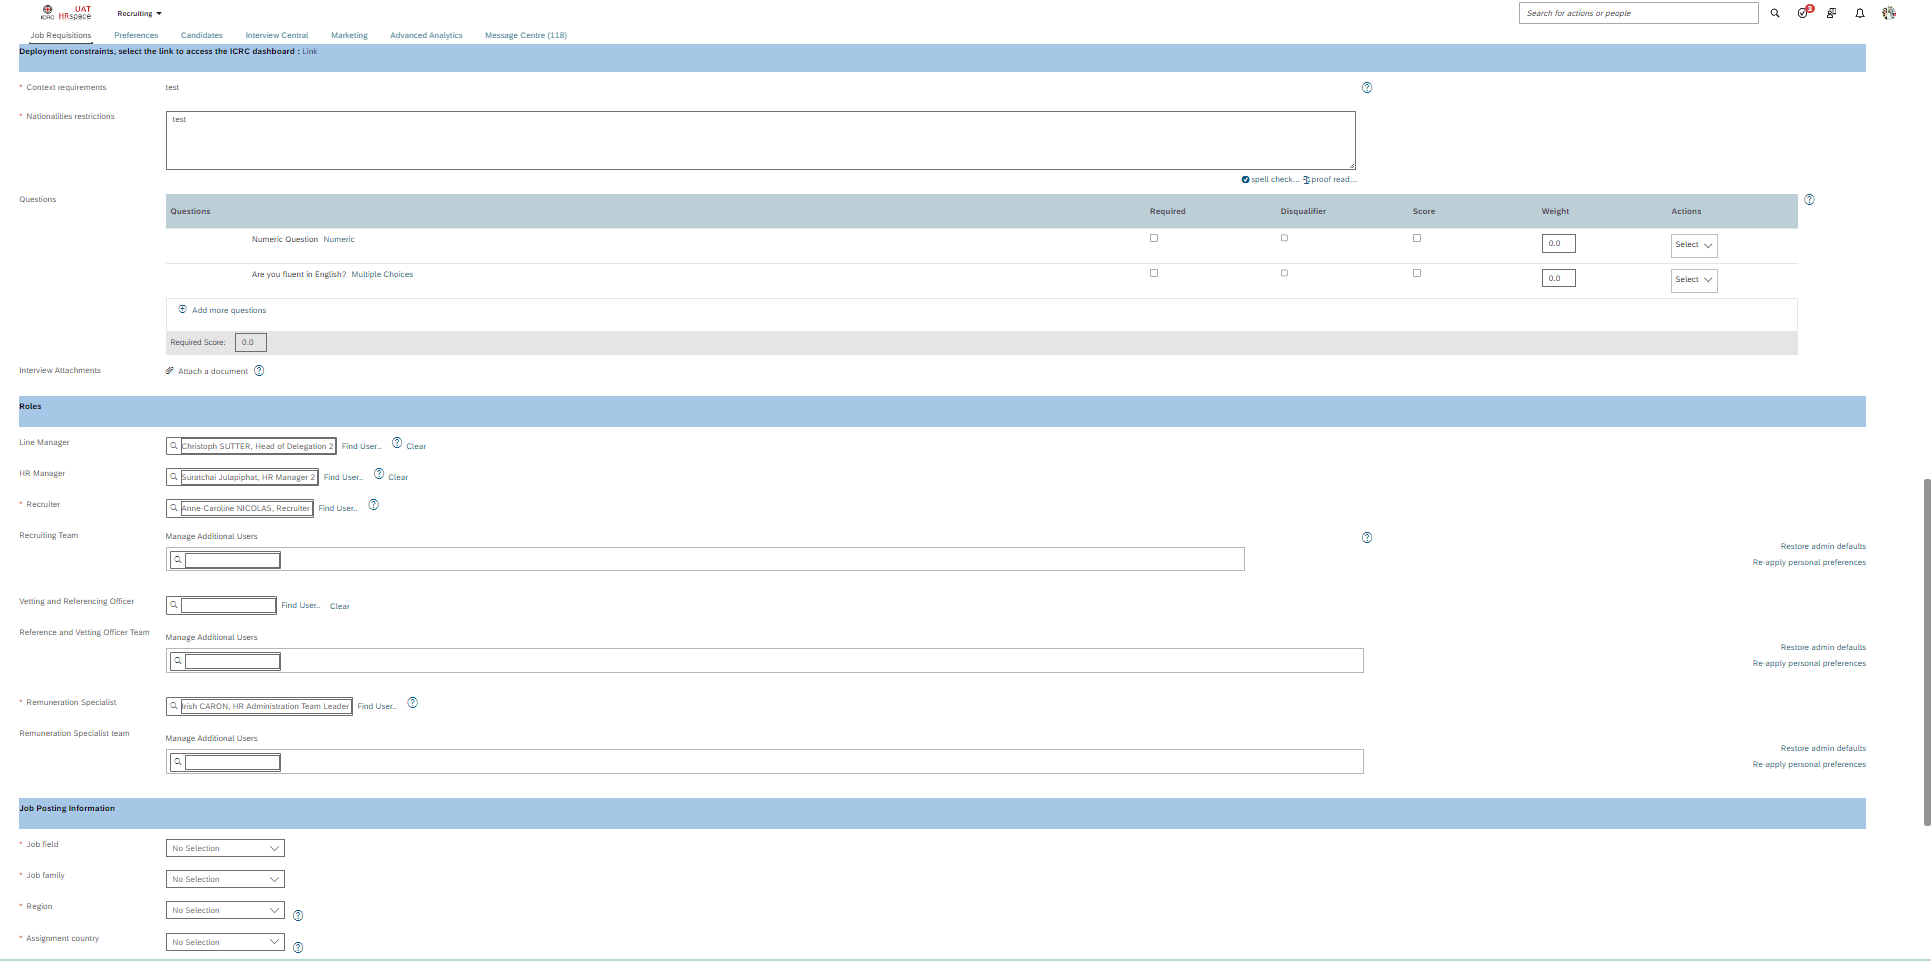 UAT
ICRC HRspace
Recruiting
Search for actions or people
3
Job Requisitions Preferences Candidates Interview Central Marketing Advanced Analytics Message Centre (118)
Deployment constraints, select the link to access the ICRC dashboard : Link
* Context requirements test
* Nationalities restrictions test
spell check... proof read...
Questions
Questions Required Disqualifier Score Weight Actions
Numeric Question Numeric 0.0 Select
Are you fluent in English? Multiple Choices 0.0 Select
Add more questions
Required Score: 0.0
Interview Attachments Attach a document
Roles
Line Manager Christoph SUTTER, Head of Delegation 2 Find User.. Clear
HR Manager Suratchai Julapiphat, HR Manager 2 Find User.. Clear
* Recruiter Anne-Caroline NICOLAS, Recruiter Find User..
Recruiting Team Manage Additional Users
Restore admin defaults
Re-apply personal preferences
Vetting and Referencing Officer Find User.. Clear
Reference and Vetting Officer Team Manage Additional Users
Restore admin defaults
Re-apply personal preferences
* Remuneration Specialist Irish CARON, HR Administration Team Leader Find User..
Remuneration Specialist team Manage Additional Users
Restore admin defaults
Re-apply personal preferences
Job Posting Information
* Job field No Selection
* Job family No Selection
* Region No Selection
* Assignment country No Selection